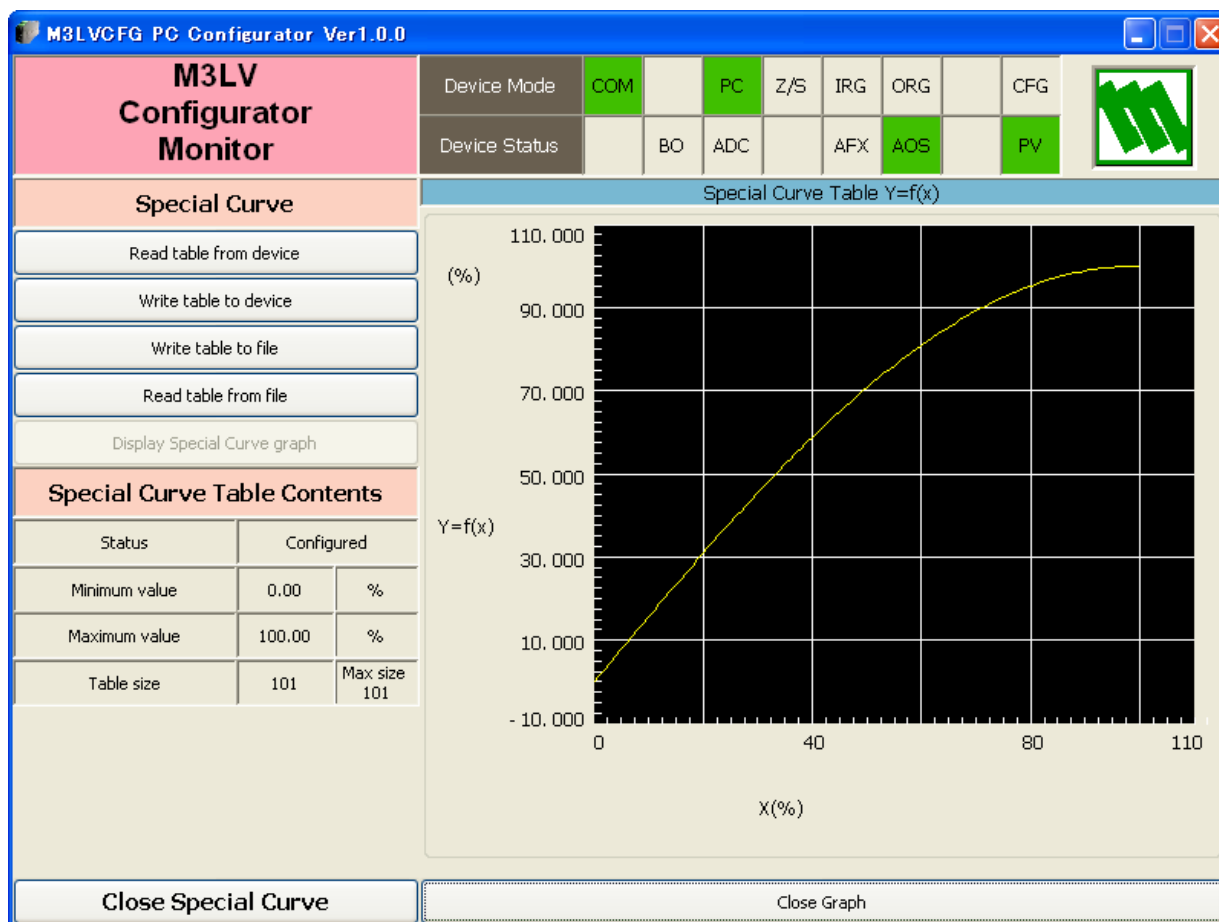 M3LVCFG PC Configurator Ver1.0.0
M3LV
Configurator
Monitor
Device Mode COM PC Z/S IRG ORG CFG
Device Status BO ADC AFX AOS PV
Special Curve
Read table from device
Write table to device
Write table to file
Read table from file
Display Special Curve graph
Special Curve Table Contents
Status Configured
Minimum value 0.00 %
Maximum value 100.00 %
Table size 101 Max size
101
Special Curve Table Y=f(x)
110.000
(%)
90.000
70.000
50.000
Y=f(x)
30.000
10.000
-10.000
0 40 80 110
X(%)
Close Special Curve
Close Graph